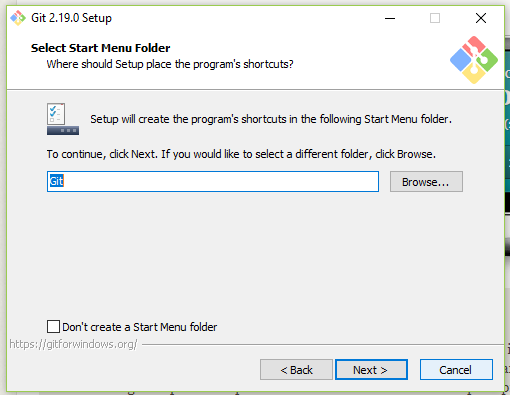 Git 2.19.0 Setup
Select Start Menu Folder
Where should Setup place the program's shortcuts?
Setup will create the program's shortcuts in the following Start Menu folder.
To continue, click Next. If you would like to select a different folder, click Browse.
Git
Browse...
Don't create a Start Menu folder
https://gitforwindows.org/
< Back
Next >
Cancel